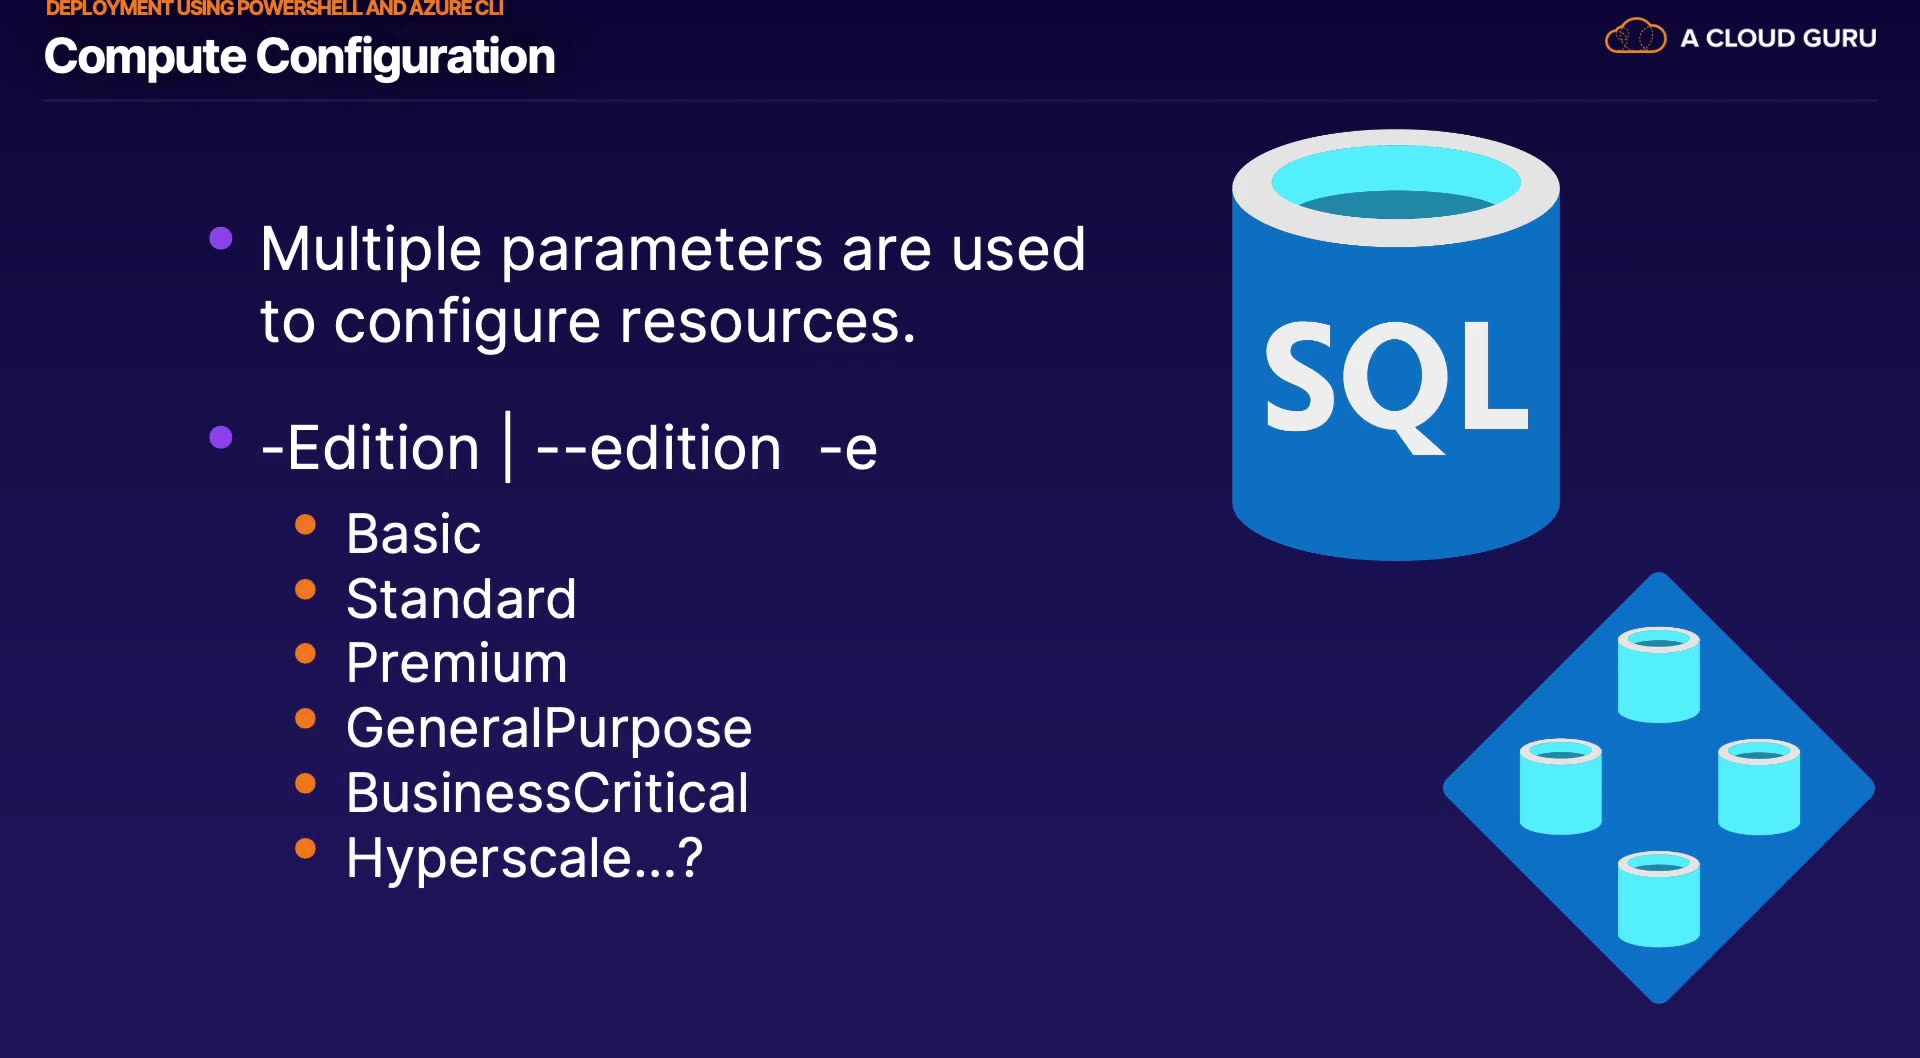 DEPLOYMENT USING POWERSHELL AND AZURE CLI
Compute Configuration
A CLOUD GURU
Multiple parameters are used
to configure resources.
-Edition | --edition  -e
Basic
Standard
Premium
GeneralPurpose
BusinessCritical
Hyperscale...?
SQL